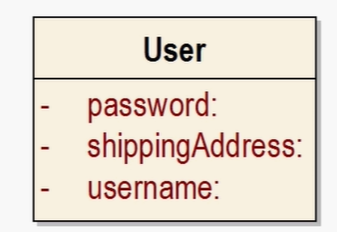 User
- password:
- shippingAddress:
- username: